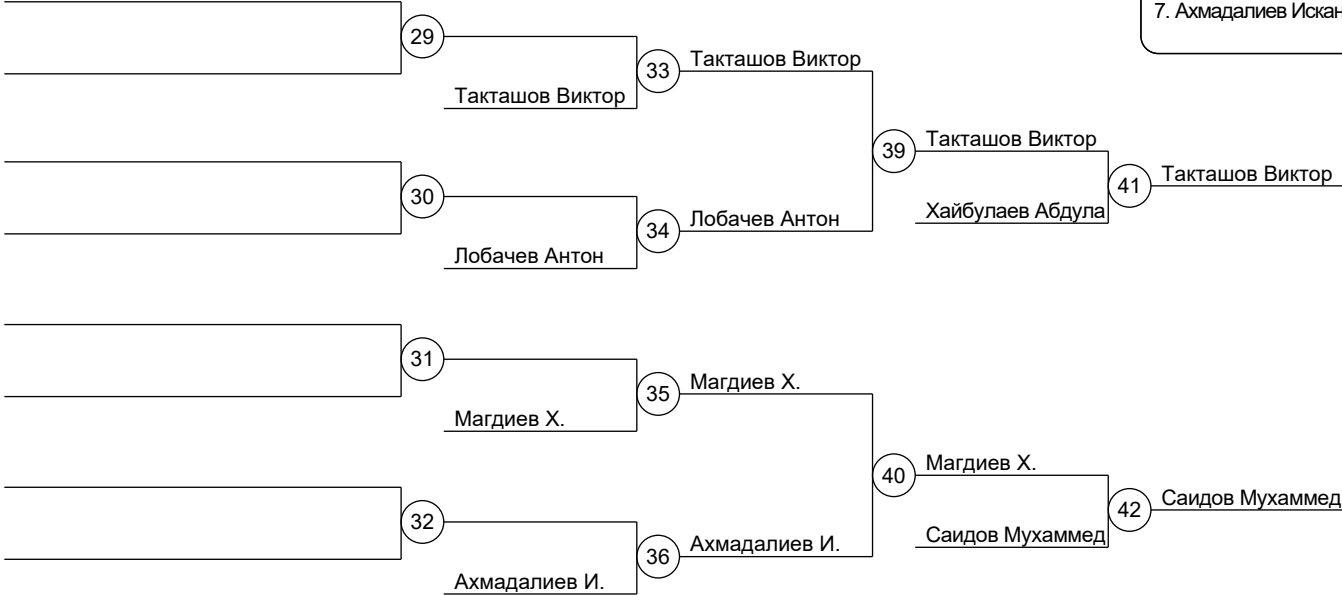 7. Ахмадалиев Искан
29
33
Такташов Виктор
Такташов Виктор
39
Такташов Виктор
41
Такташов Виктор
30
34
Лобачев Антон
Хайбулаев Абдула
Лобачев Антон
31
35
Магдиев Х.
Магдиев Х.
40
Магдиев Х.
42
Саидов Мухаммед
32
36
Ахмадалиев И.
Саидов Мухаммед
Ахмадалиев И.